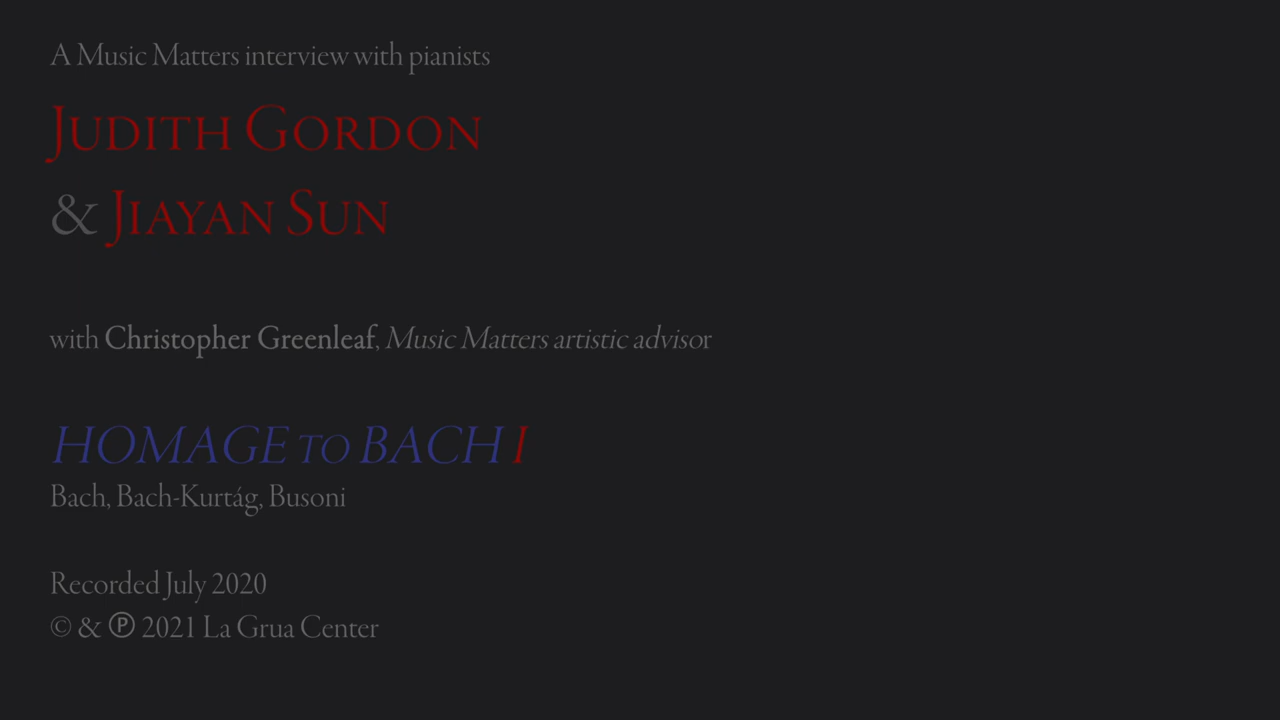 A Music Matters interview with pianists
JUDITH GORDON
& JIAYAN SUN
with Christopher Greenleaf, Music Matters artistic advisor
HOMAGE TO BACH I
Bach, Bach-Kurtág, Busoni
Recorded July 2020
© & ℗ 2021 La Grua Center